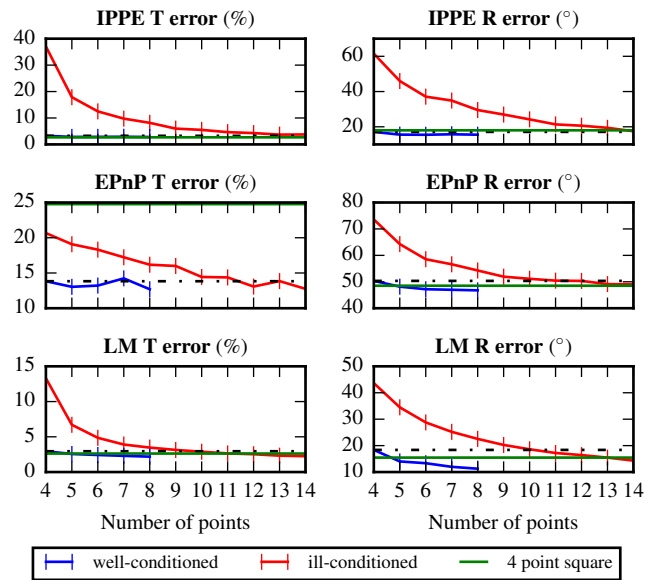 IPPE T error (%)
40
30
20
10
0
IPPE R error (°)
60
40
20
EPnP T error (%)
25
20
15
10
EPnP R error (°)
80
70
60
50
40
LM T error (%)
15
10
5
0
4 5 6 7 8 9 10 11 12 13 14
Number of points
LM R error (°)
50
40
30
20
10
4 5 6 7 8 9 10 11 12 13 14
Number of points
well-conditioned ill-conditioned 4 point square